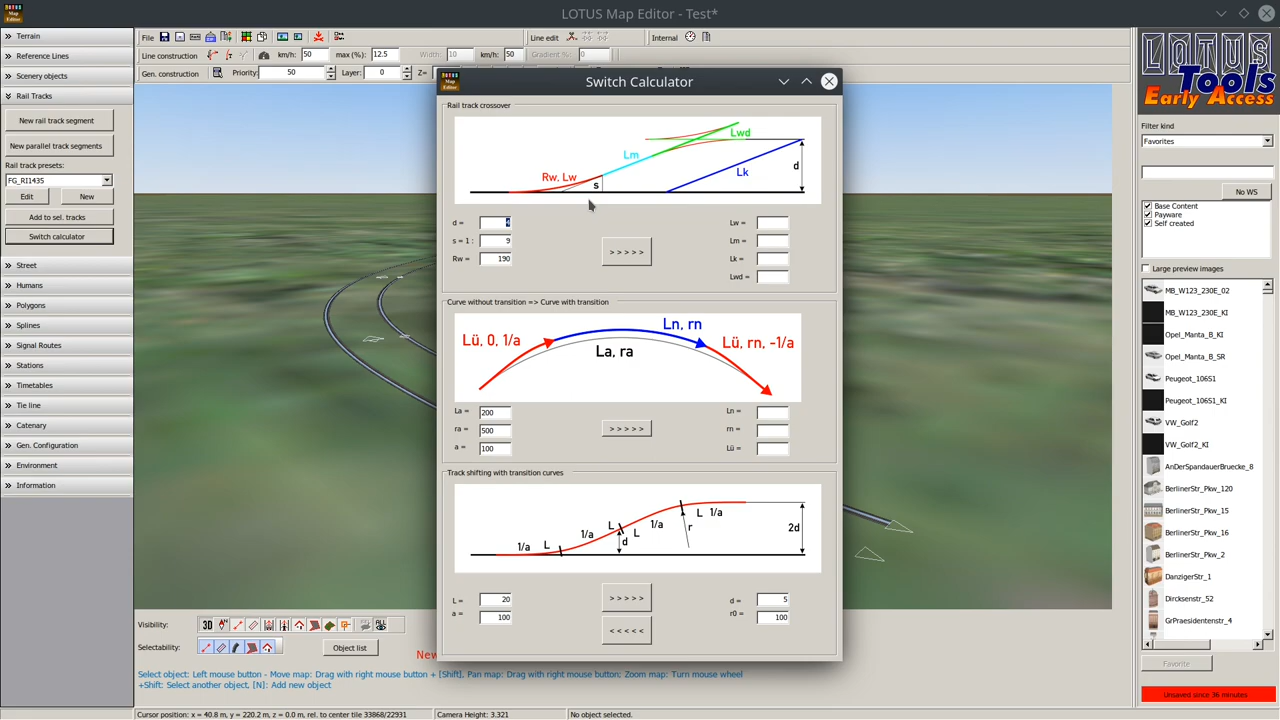 LOTUS Map Editor - Test*
Terrain
Reference Lines
Scenery objects
Rail Tracks
New rail track segment
New parallel track segments
Rail track presets:
FG_RI1435
Edit
New
Add to sel. tracks
Switch calculator
Street
Humans
Polygons
Splines
Signal Routes
Stations
Timetables
Tie line
Catenary
Gen. Configuration
Environment
Information
File
Line edit
Internal
Line construction
km/h:
50
max (%):
12.5
Width:
10
km/h:
50
Gradient %:
0
Gen. construction
Priority:
50
Layer:
0
Z=
Switch Calculator
Rail track crossover
Rw, Lw
s
Lm
Lwd
Lk
d
d =
4
s = 1 :
9
Rw =
190
> > > > >
Lw =
Lm =
Lk =
Lwd =
Curve without transition => Curve with transition
Lü, 0, 1/a
Ln, rn
La, ra
Lü, rn, -1/a
La =
200
ra =
500
a =
100
> > > > >
Ln =
rn =
Lü =
Track shifting with transition curves
1/a
L
1/a
L
L
d
1/a
r
L
1/a
2d
L =
20
a =
100
> > > > >
< < < < <
d =
5
r0 =
100
LOTUS
Tools
Early Access
Filter kind
Favorites
No WS
Base Content
Payware
Self created
Large preview images
MB_W123_230E_02
MB_W123_230E_KI
Opel_Manta_B_KI
Opel_Manta_B_SR
Peugeot_106S1
Peugeot_106S1_KI
VW_Golf2
VW_Golf2_KI
AnDerSpandauerBruecke_8
BerlinerStr_Pkw_120
BerlinerStr_Pkw_15
BerlinerStr_Pkw_16
BerlinerStr_Pkw_2
DanzigerStr_1
Dircksenstr_52
GrPraesidentenstr_4
Favorite
Unsaved since 36 minutes
Visibility:
3D
Selectability:
Object list
New
Select object: Left mouse button - Move map: Drag with right mouse button + [Shift], Pan map: Drag with right mouse button; Zoom map: Turn mouse wheel
+Shift: Select another object, [N]: Add new object
Cursor position: x = 40.8 m, y = 220.2 m, z = 0.0 m, rel. to center tile 33868/22931
Camera Height: 3.321
No object selected.